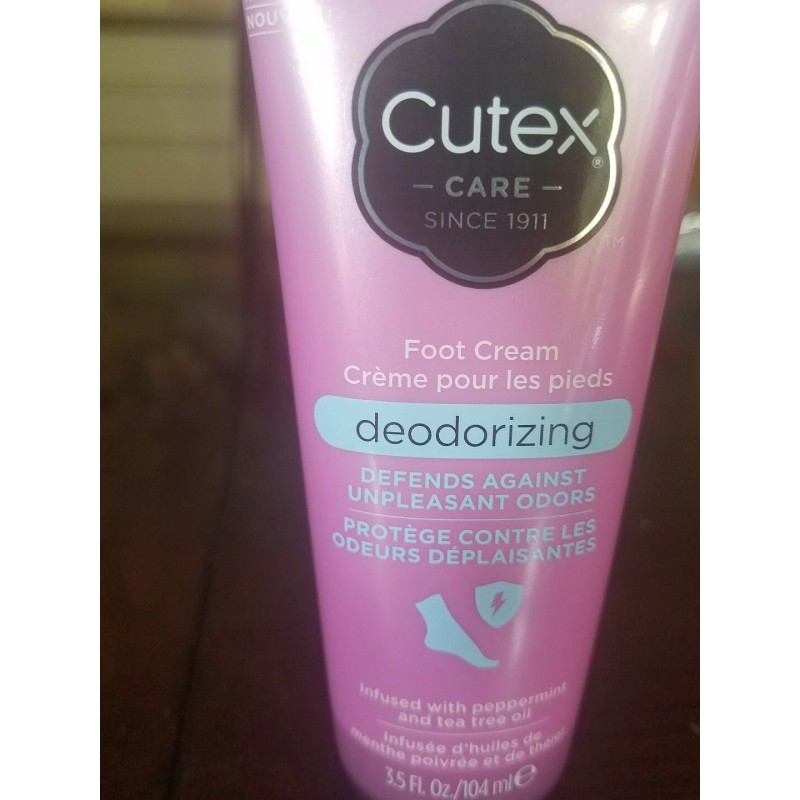 NOUV
Cutex®
— CARE —
SINCE 1911
™
Foot Cream
Crème pour les pieds
deodorizing
DEFENDS AGAINST
UNPLEASANT ODORS
PROTÈGE CONTRE LES
ODEURS DÉPLAISANTES
Infused with peppermint
and tea tree oil
Infusée d'huiles de
menthe poivrée et de théier
3.5 Fl. Oz./104 ml ℮